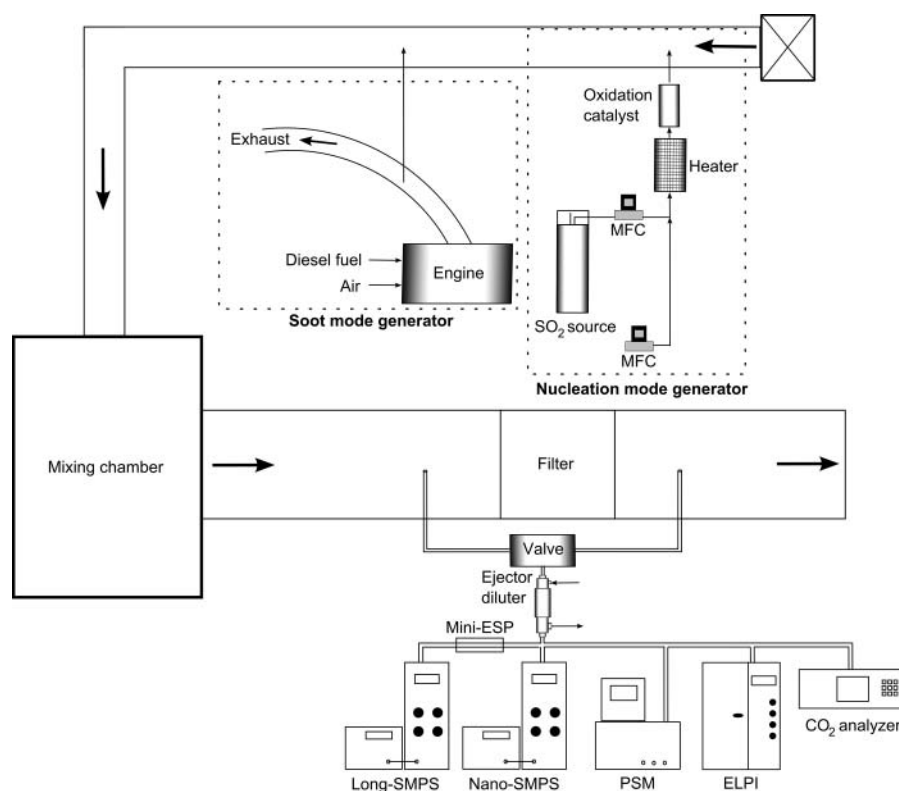 Oxidation
catalyst
Exhaust
Heater
MFC
Diesel fuel
Engine
Air
SO2 source
Soot mode generator
MFC
Nucleation mode generator
Mixing chamber
Filter
Valve
Ejector
diluter
Mini-ESP
CO2 analyzer
Long-SMPS
Nano-SMPS
PSM
ELPI